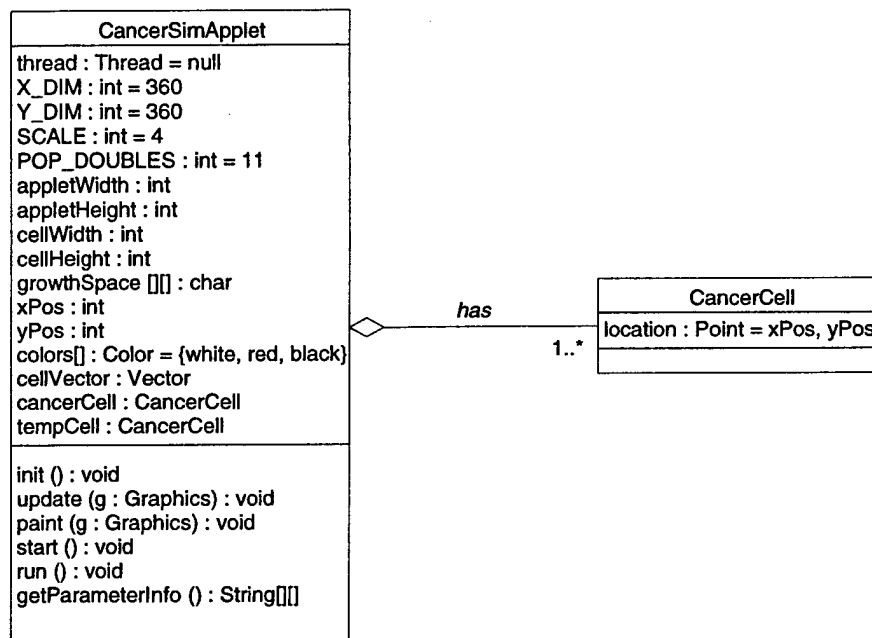 CancerSimApplet
thread : Thread = null
X_DIM : int = 360
Y_DIM : int = 360
SCALE : int = 4
POP_DOUBLES : int = 11
appletWidth : int
appletHeight : int
cellWidth : int
cellHeight : int
growthSpace [][] : char
xPos : int
yPos : int
colors[] : Color = {white, red, black}
cellVector : Vector
cancerCell : CancerCell
tempCell : CancerCell
init () : void
update (g : Graphics) : void
paint (g : Graphics) : void
start () : void
run () : void
getParameterInfo () : String[][]
has
1..*
CancerCell
location : Point = xPos, yPos